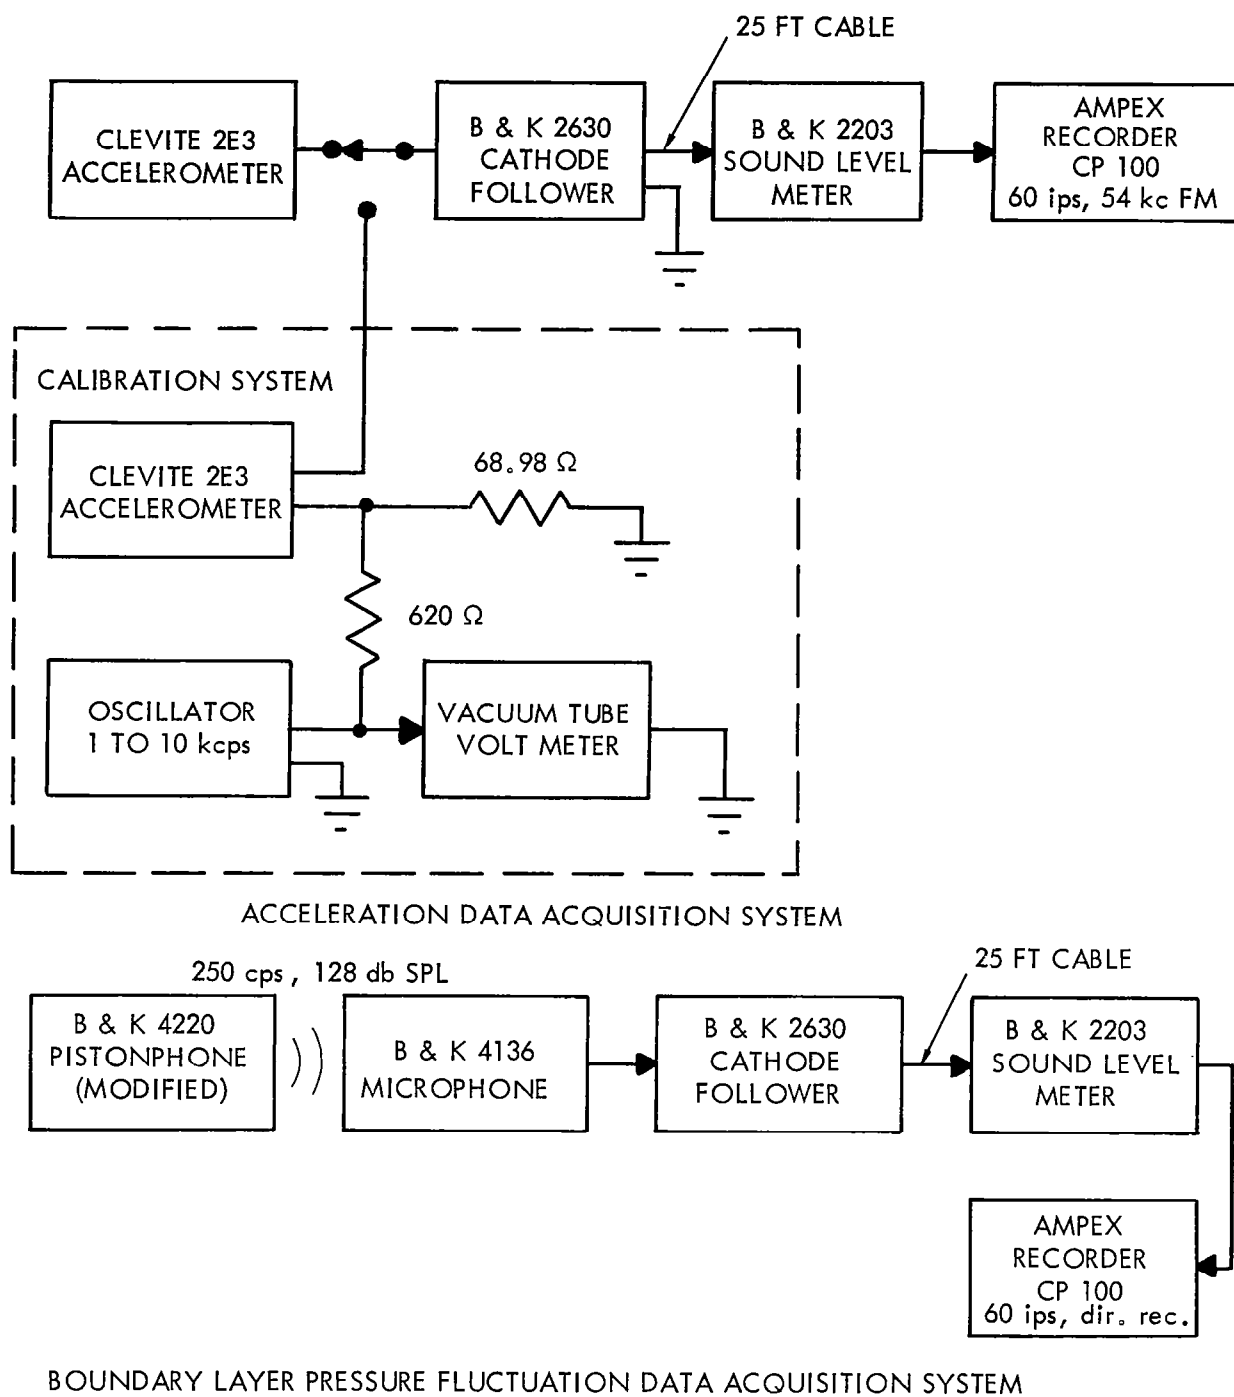 25 FT CABLE
CLEVITE 2E3
ACCELEROMETER
B & K 2630
CATHODE
FOLLOWER
B & K 2203
SOUND LEVEL
METER
AMPEX
RECORDER
CP 100
60 ips, 54 kc FM
CALIBRATION SYSTEM
CLEVITE 2E3
ACCELEROMETER
68.98 Ω
620 Ω
OSCILLATOR
1 TO 10 kcps
VACUUM TUBE
VOLT METER
ACCELERATION DATA ACQUISITION SYSTEM
250 cps, 128 db SPL
25 FT CABLE
B & K 4220
PISTONPHONE
(MODIFIED)
B & K 4136
MICROPHONE
B & K 2630
CATHODE
FOLLOWER
B & K 2203
SOUND LEVEL
METER
AMPEX
RECORDER
CP 100
60 ips, dir. rec.
BOUNDARY LAYER PRESSURE FLUCTUATION DATA ACQUISITION SYSTEM